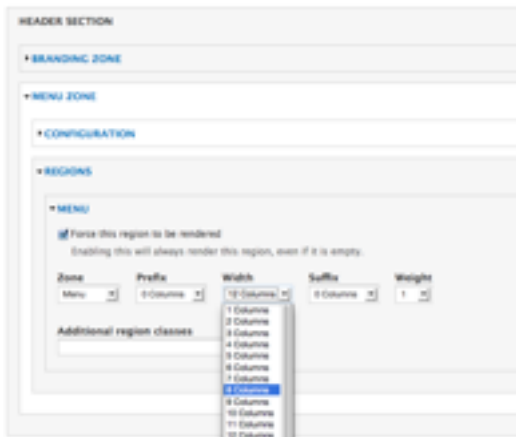 HEADER SECTION
BRANDING ZONE
MENU ZONE
CONFIGURATION
REGIONS
MENU
Force this region to be rendered
Enabling this will always render this region, even if it is empty.
Zone Prefix Width Suffix Weight
Menu 0 Columns 12 Columns 0 Columns 1
1 Columns
2 Columns
3 Columns
Additional region classes
4 Columns
5 Columns
6 Columns
7 Columns
8 Columns
9 Columns
10 Columns
11 Columns
12 Columns